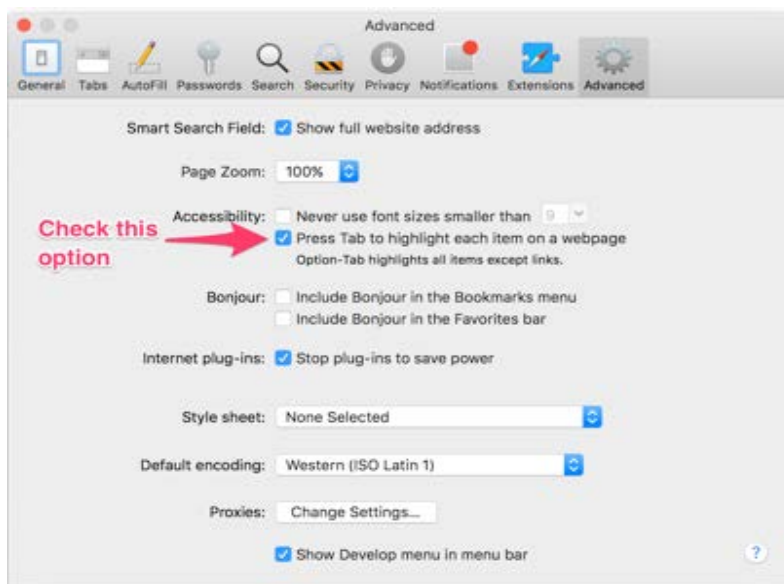 Advanced
General Tabs AutoFill Passwords Search Security Privacy Notifications Extensions Advanced
Smart Search Field: Show full website address
Page Zoom: 100%
Accessibility: Never use font sizes smaller than 9
Check this
option
Press Tab to highlight each item on a webpage
Option-Tab highlights all items except links.
Bonjour: Include Bonjour in the Bookmarks menu
Include Bonjour in the Favorites bar
Internet plug-ins: Stop plug-ins to save power
Style sheet: None Selected
Default encoding: Western (ISO Latin 1)
Proxies: Change Settings...
Show Develop menu in menu bar
?